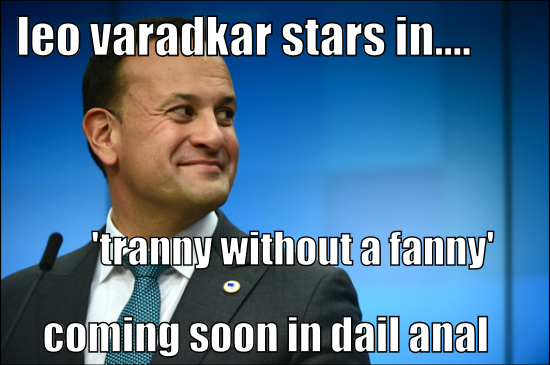 leo varadkar stars in....
'tranny without a fanny'
coming soon in dail anal